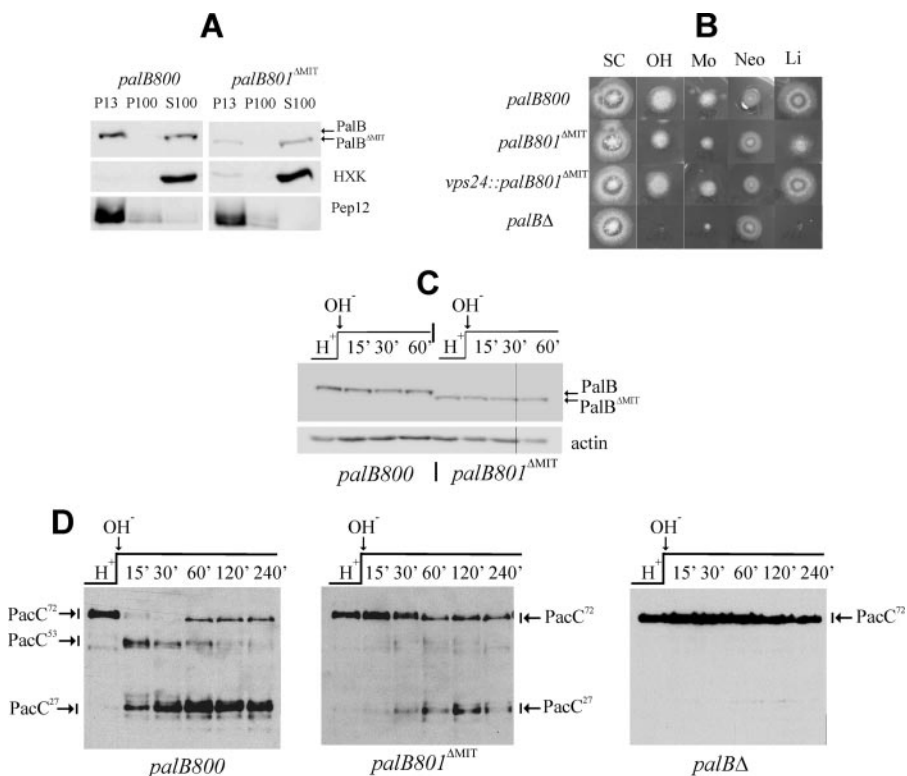 A
palB800 palB801ΔMIT
P13 P100 S100 P13 P100 S100
PalB
PalBΔMIT
HXK
Pep12
B
SC OH Mo Neo Li
palB800
palB801ΔMIT
vps24::palB801ΔMIT
palBΔ
C
OH- OH-
H+ 15' 30' 60' H+ 15' 30' 60'
PalB
PalBΔMIT
actin
palB800 palB801ΔMIT
D
OH- OH- OH-
H+ 15' 30' 60' 120' 240' H+ 15' 30' 60' 120' 240' H+ 15' 30' 60' 120' 240'
PacC72 PacC72 PacC72
PacC53
PacC27 PacC27
palB800 palB801ΔMIT palBΔ